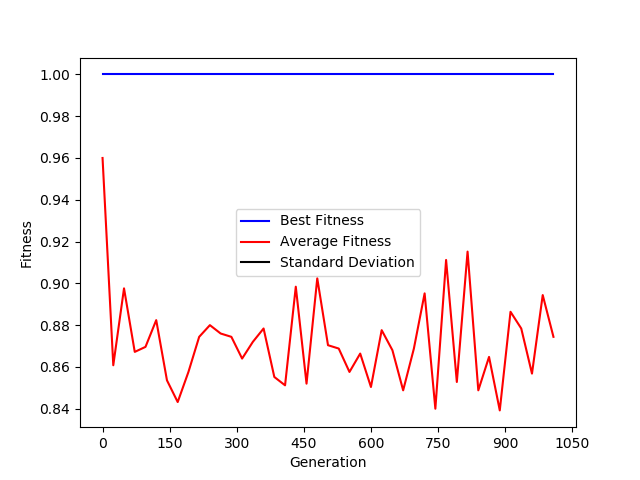 1.00
0.98
0.96
0.94
0.92
0.90
0.88
0.86
0.84
Fitness
Best Fitness
Average Fitness
Standard Deviation
0 150 300 450 600 750 900 1050
Generation